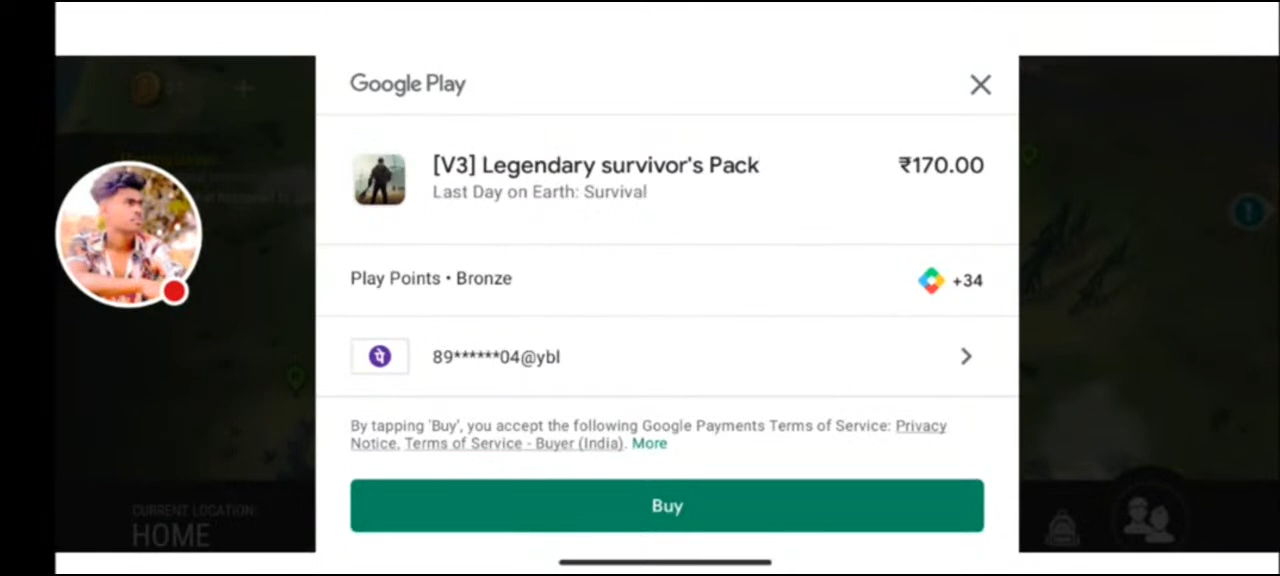 Google Play
[V3] Legendary survivor's Pack
₹170.00
Last Day on Earth: Survival
Play Points • Bronze
+34
पे
89******04@ybl
By tapping 'Buy', you accept the following Google Payments Terms of Service: Privacy
Notice, Terms of Service - Buyer (India). More
Buy
CURRENT LOCATION:
HOME